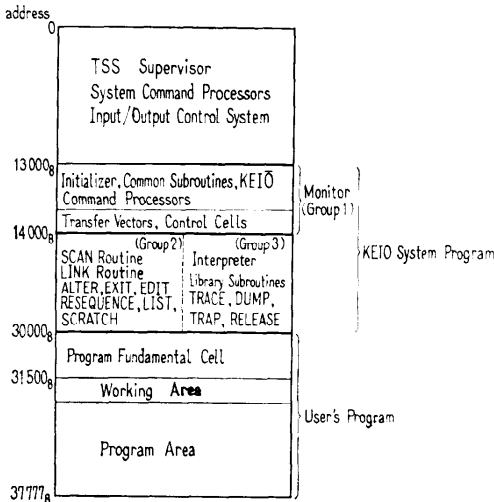 address
0
TSS Supervisor
System Command Processors
Input/Output Control System
13000₈
Initializer, Common Subroutines, KEIŌ
Command Processors
Monitor
(Group 1)
Transfer Vectors, Control Cells
14000₈
KEIO System Program
(Group 2)
SCAN Routine
LINK Routine
ALTER, EXIT, EDIT
RESEQUENCE, LIST,
SCRATCH
(Group 3)
Interpreter
Library Subroutines
TRACE, DUMP,
TRAP, RELEASE
30000₈
Program Fundamental Cell
31500₈
Working Area
User's Program
Program Area
37777₈